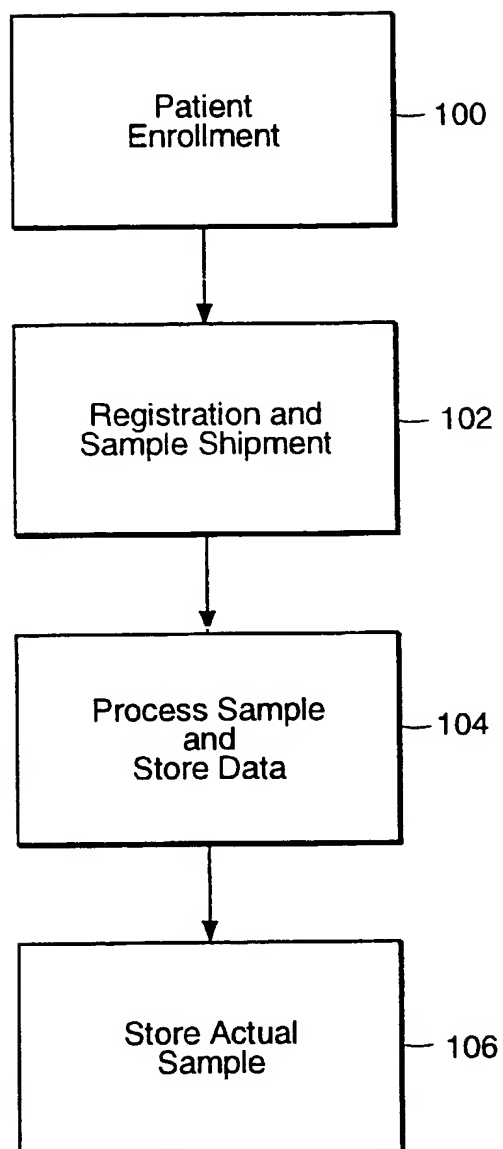 Patient
Enrollment
100
Registration and
Sample Shipment
102
Process Sample
and
Store Data
104
Store Actual
Sample
106